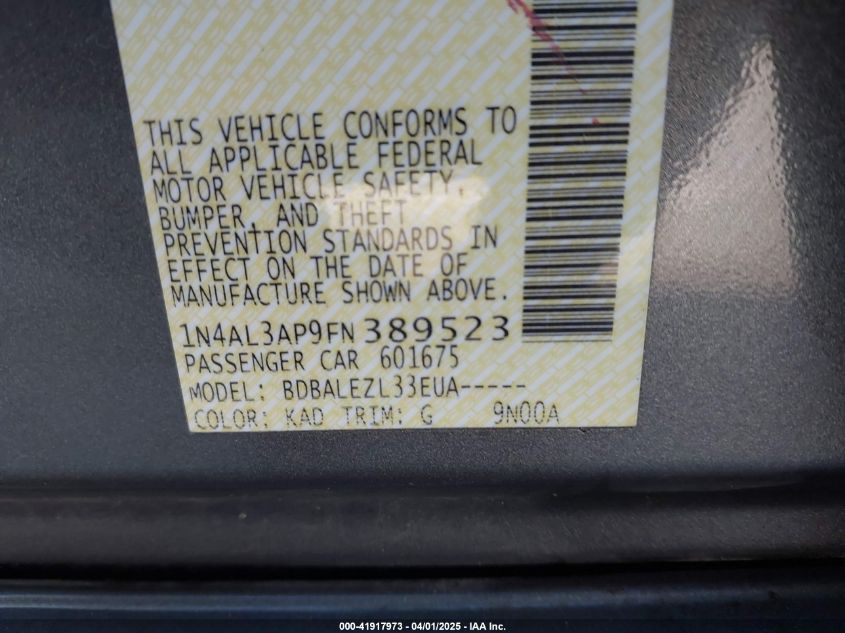 THIS VEHICLE CONFORMS TO
ALL APPLICABLE FEDERAL
MOTOR VEHICLE SAFETY,
BUMPER, AND THEFT
PREVENTION STANDARDS IN
EFFECT ON THE DATE OF
MANUFACTURE SHOWN ABOVE.
1N4AL3AP9FN389523
PASSENGER CAR 601675
MODEL: BDBALEZL33EUA-----
COLOR: KAD TRIM: G 9N00A
000-41917973 | 04/01/2025 - IAA Inc.